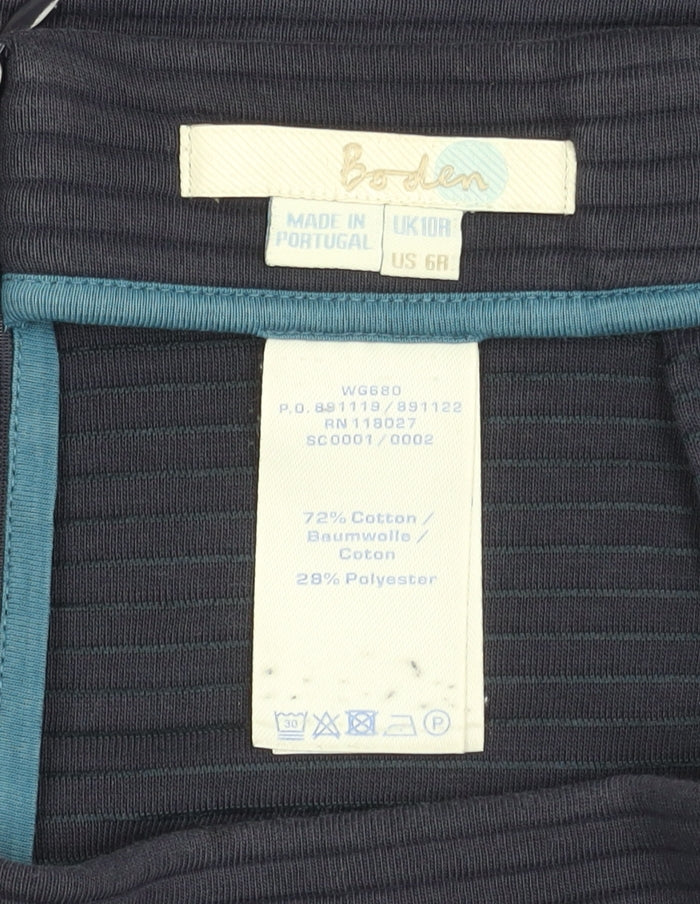 Boden
MADE IN
PORTUGAL
UK10R
US 6R
WG680
P.O. 891119/891122
RN 118027
SC0001/0002
72% Cotton /
Baumwolle /
Coton
28% Polyester
30
P